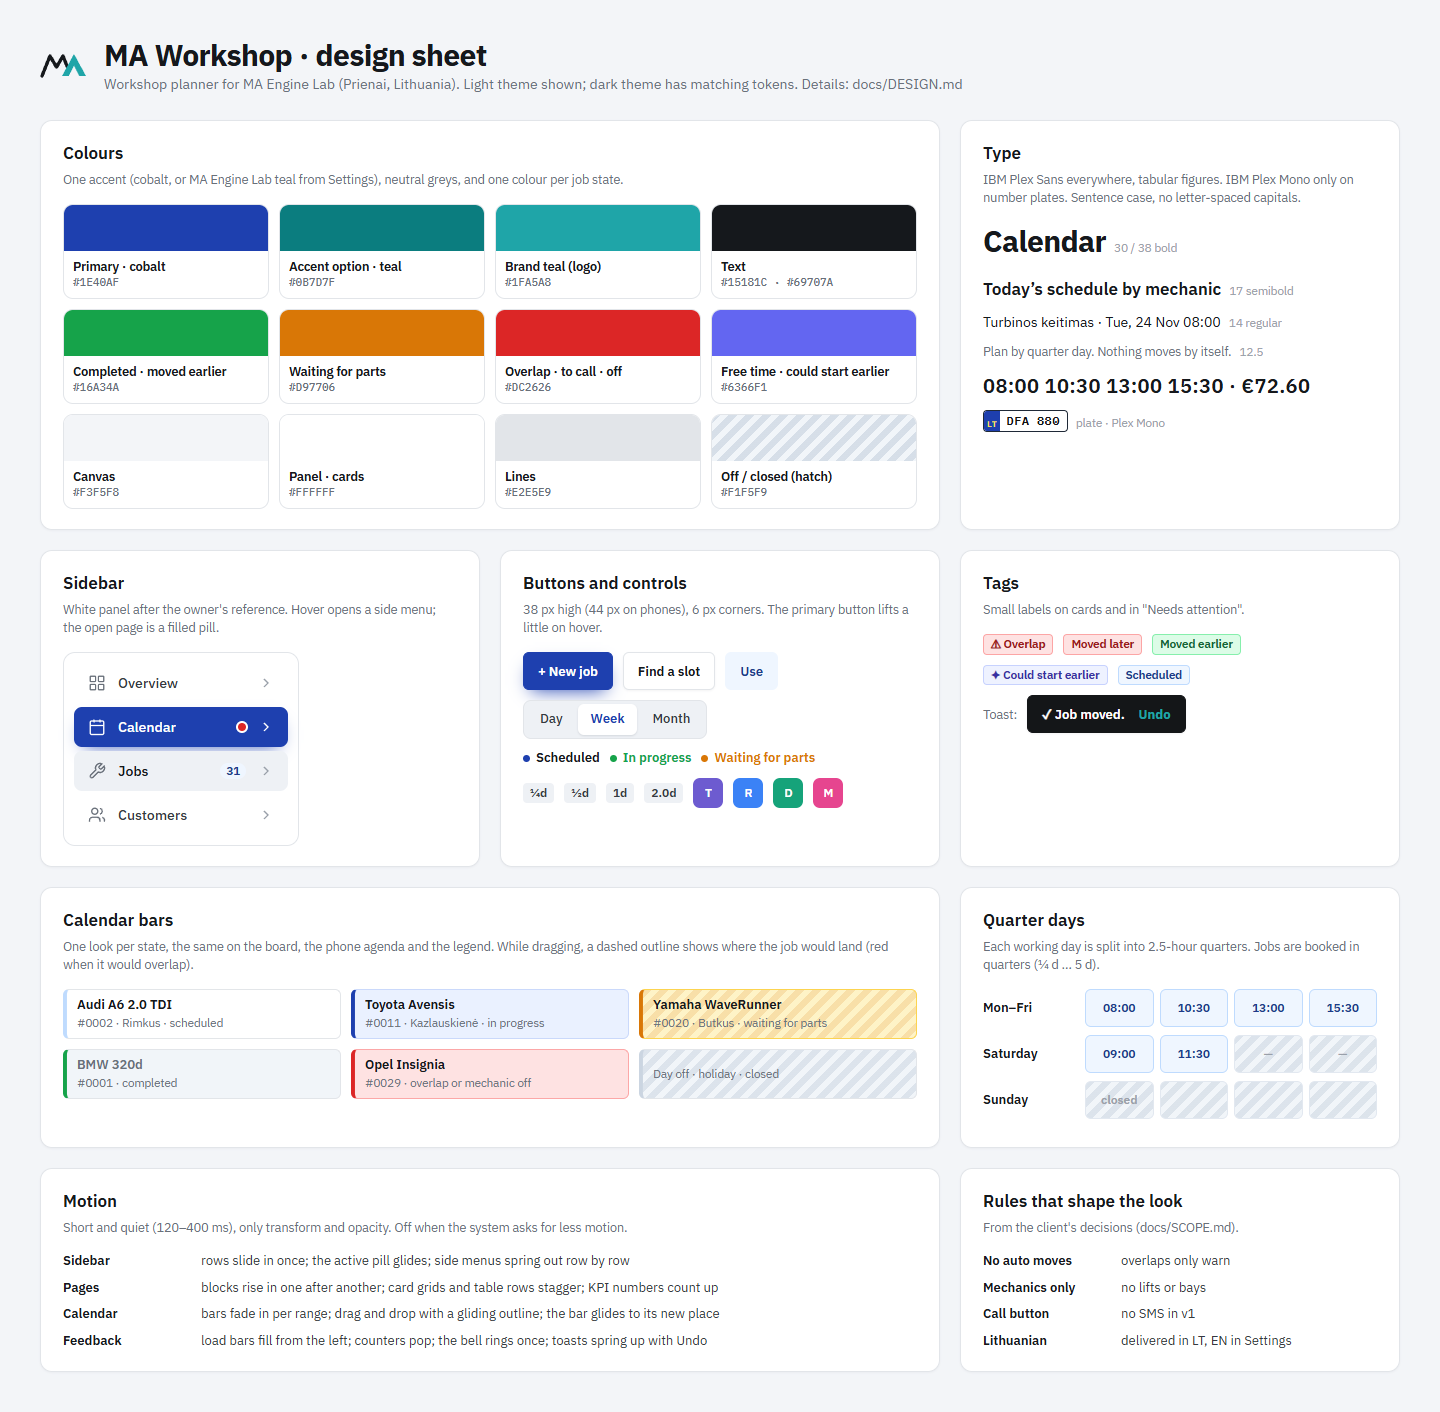 MA Workshop · design sheet
Workshop planner for MA Engine Lab (Prienai, Lithuania). Light theme shown; dark theme has matching tokens. Details: docs/DESIGN.md
Colours
One accent (cobalt, or MA Engine Lab teal from Settings), neutral greys, and one colour per job state.
Primary · cobalt
#1E40AF
Accent option · teal
#0B7D7F
Brand teal (logo)
#1FA5A8
Text
#15181C · #69707A
Completed · moved earlier
#16A34A
Waiting for parts
#D97706
Overlap · to call · off
#DC2626
Free time · could start earlier
#6366F1
Canvas
#F3F5F8
Panel · cards
#FFFFFF
Lines
#E2E5E9
Off / closed (hatch)
#F1F5F9
Type
IBM Plex Sans everywhere, tabular figures. IBM Plex Mono only on
number plates. Sentence case, no letter-spaced capitals.
Calendar 30 / 38 bold
Today’s schedule by mechanic 17 semibold
Turbinos keitimas · Tue, 24 Nov 08:00 14 regular
Plan by quarter day. Nothing moves by itself. 12.5
08:00 10:30 13:00 15:30 · €72.60
LT DFA 880 plate · Plex Mono
Sidebar
White panel after the owner's reference. Hover opens a side menu;
the open page is a filled pill.
Overview
Calendar
Jobs 31
Customers
Buttons and controls
38 px high (44 px on phones), 6 px corners. The primary button lifts a
little on hover.
+ New job Find a slot Use
Day Week Month
Scheduled In progress Waiting for parts
¼d ½d 1d 2.0d T R D M
Tags
Small labels on cards and in "Needs attention".
⚠ Overlap Moved later Moved earlier
✦ Could start earlier Scheduled
Toast: ✓ Job moved. Undo
Calendar bars
One look per state, the same on the board, the phone agenda and the legend. While dragging, a dashed outline shows where the job would land (red
when it would overlap).
Audi A6 2.0 TDI
#0002 · Rimkus · scheduled
Toyota Avensis
#0011 · Kazlauskienė · in progress
Yamaha WaveRunner
#0020 · Butkus · waiting for parts
BMW 320d
#0001 · completed
Opel Insignia
#0029 · overlap or mechanic off
Day off · holiday · closed
Quarter days
Each working day is split into 2.5-hour quarters. Jobs are booked in
quarters (¼ d … 5 d).
Mon–Fri 08:00 10:30 13:00 15:30
Saturday 09:00 11:30 – –
Sunday closed
Motion
Short and quiet (120–400 ms), only transform and opacity. Off when the system asks for less motion.
Sidebar rows slide in once; the active pill glides; side menus spring out row by row
Pages blocks rise in one after another; card grids and table rows stagger; KPI numbers count up
Calendar bars fade in per range; drag and drop with a gliding outline; the bar glides to its new place
Feedback load bars fill from the left; counters pop; the bell rings once; toasts spring up with Undo
Rules that shape the look
From the client's decisions (docs/SCOPE.md).
No auto moves overlaps only warn
Mechanics only no lifts or bays
Call button no SMS in v1
Lithuanian delivered in LT, EN in Settings